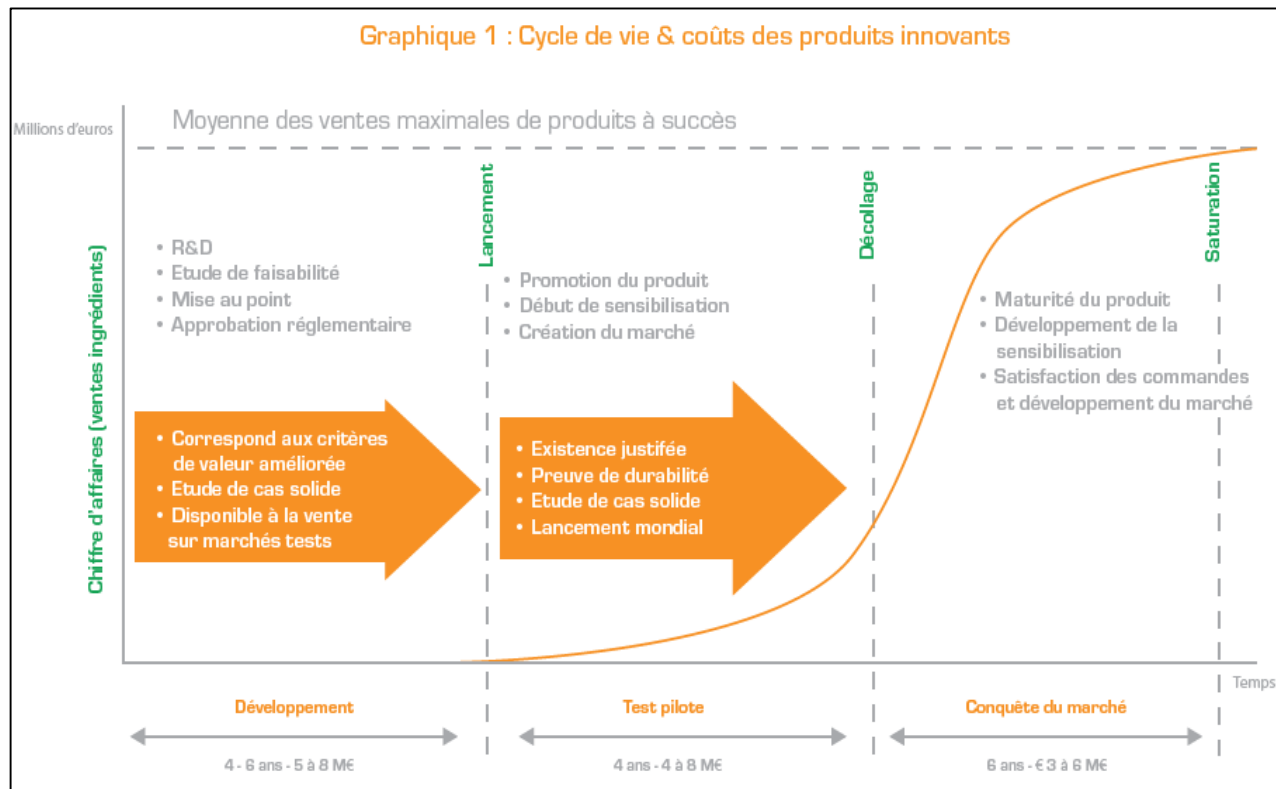 Graphique 1 : Cycle de vie & coûts des produits innovants
Millions d'euros
Moyenne des ventes maximales de produits à succès
Chiffre d'affaires (ventes ingrédients)
• R&D
• Etude de faisabilité
• Mise au point
• Approbation réglementaire
Lancement
• Promotion du produit
• Début de sensibilisation
• Création du marché
Décollage
• Maturité du produit
• Développement de la
sensibilisation
• Satisfaction des commandes
et développement du marché
Saturation
• Correspond aux critères
de valeur améliorée
• Etude de cas solide
• Disponible à la vente
sur marchés tests
• Existence justifée
• Preuve de durabilité
• Etude de cas solide
• Lancement mondial
Temps
Développement
Test pilote
Conquête du marché
4 - 6 ans - 5 à 8 M€
4 ans - 4 à 8 M€
6 ans - € 3 à 6 M€